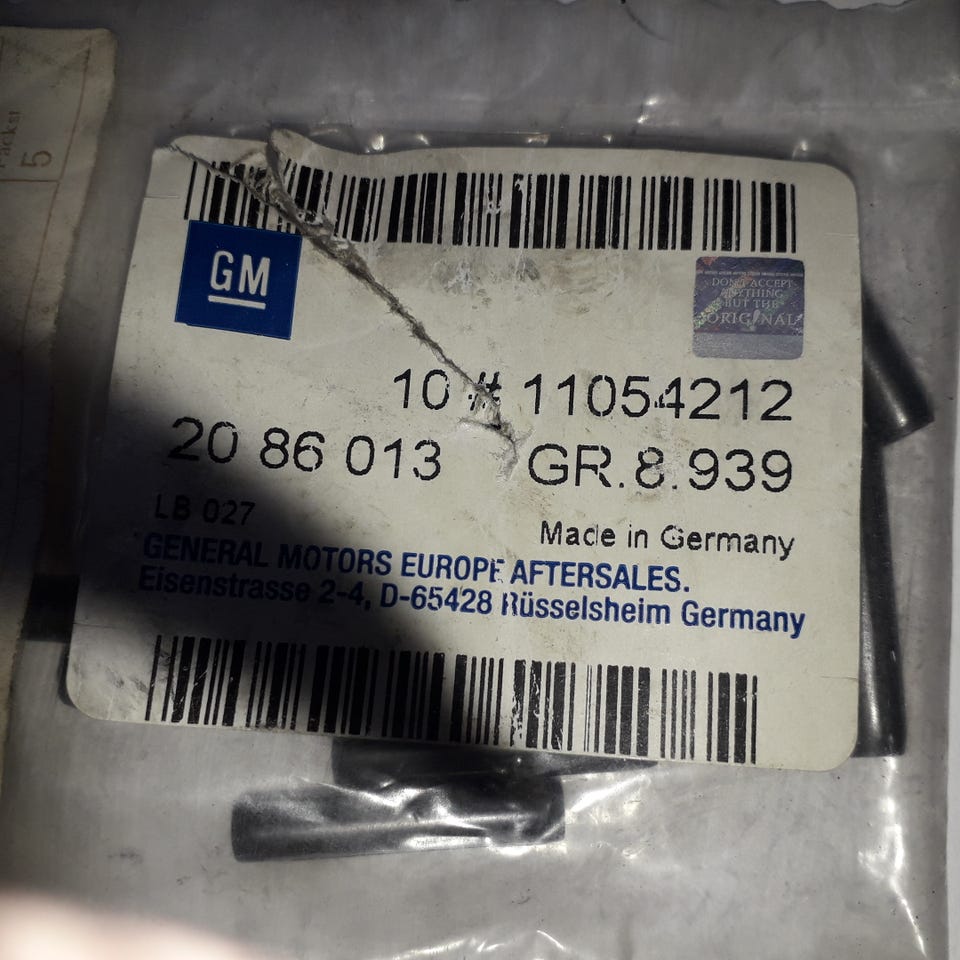 5
GM
DON'T ACCEPT
ANYTHING
BUT THE
ORIGINAL
10 # 11054212
20 86 013 GR.8.939
LB 027
Made in Germany
GENERAL MOTORS EUROPE AFTERSALES.
Eisenstrasse 2-4, D-65428 Rüsselsheim Germany